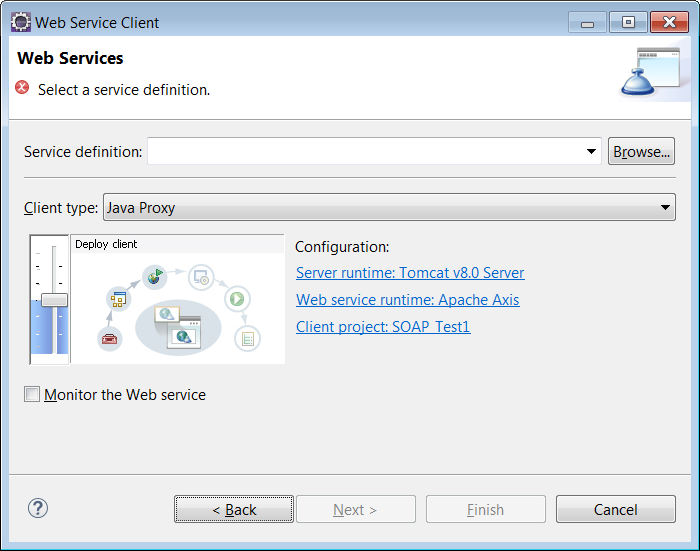 Web Service Client
Web Services
Select a service definition.
Service definition:
Browse...
Client type: Java Proxy
Deploy client
Configuration:
Server runtime: Tomcat v8.0 Server
Web service runtime: Apache Axis
Client project: SOAP_Test1
Monitor the Web service
< Back
Next >
Finish
Cancel